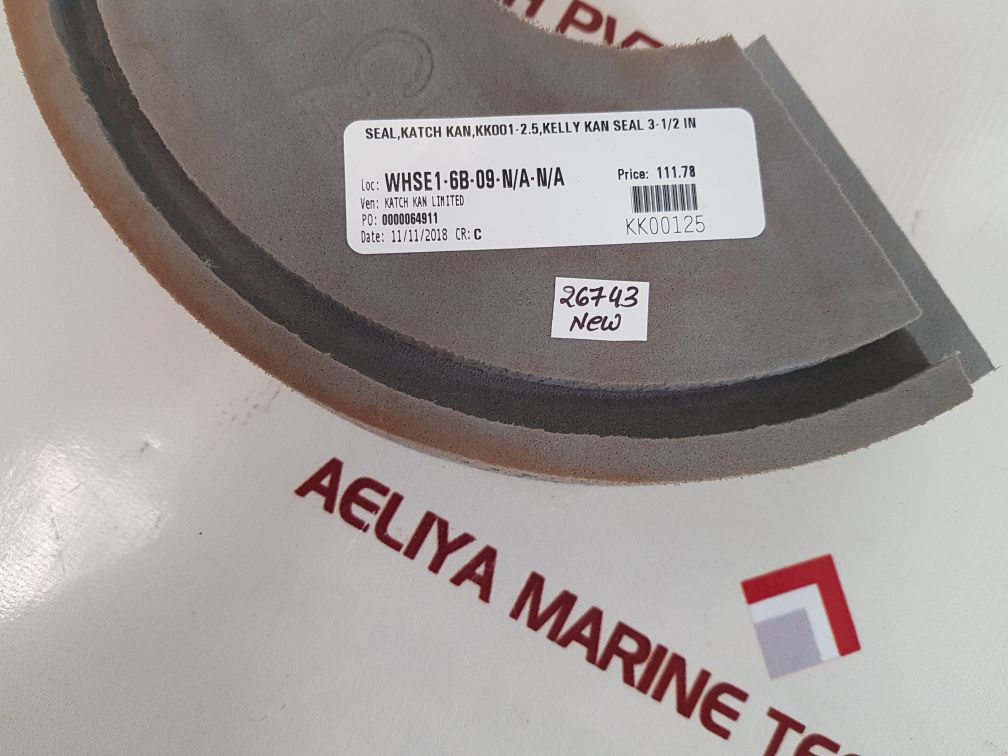 SEAL,KATCH KAN,KK001-2.5,KELLY KAN SEAL 3-1/2 IN
Loc: WHSE1-6B-09-N/A-N/A
Price: 111.78
Ven: KATCH KAN LIMITED
PO: 0000064911
Date: 11/11/2018 CR: C
KK00125
26743
New
AELIYA MARINE